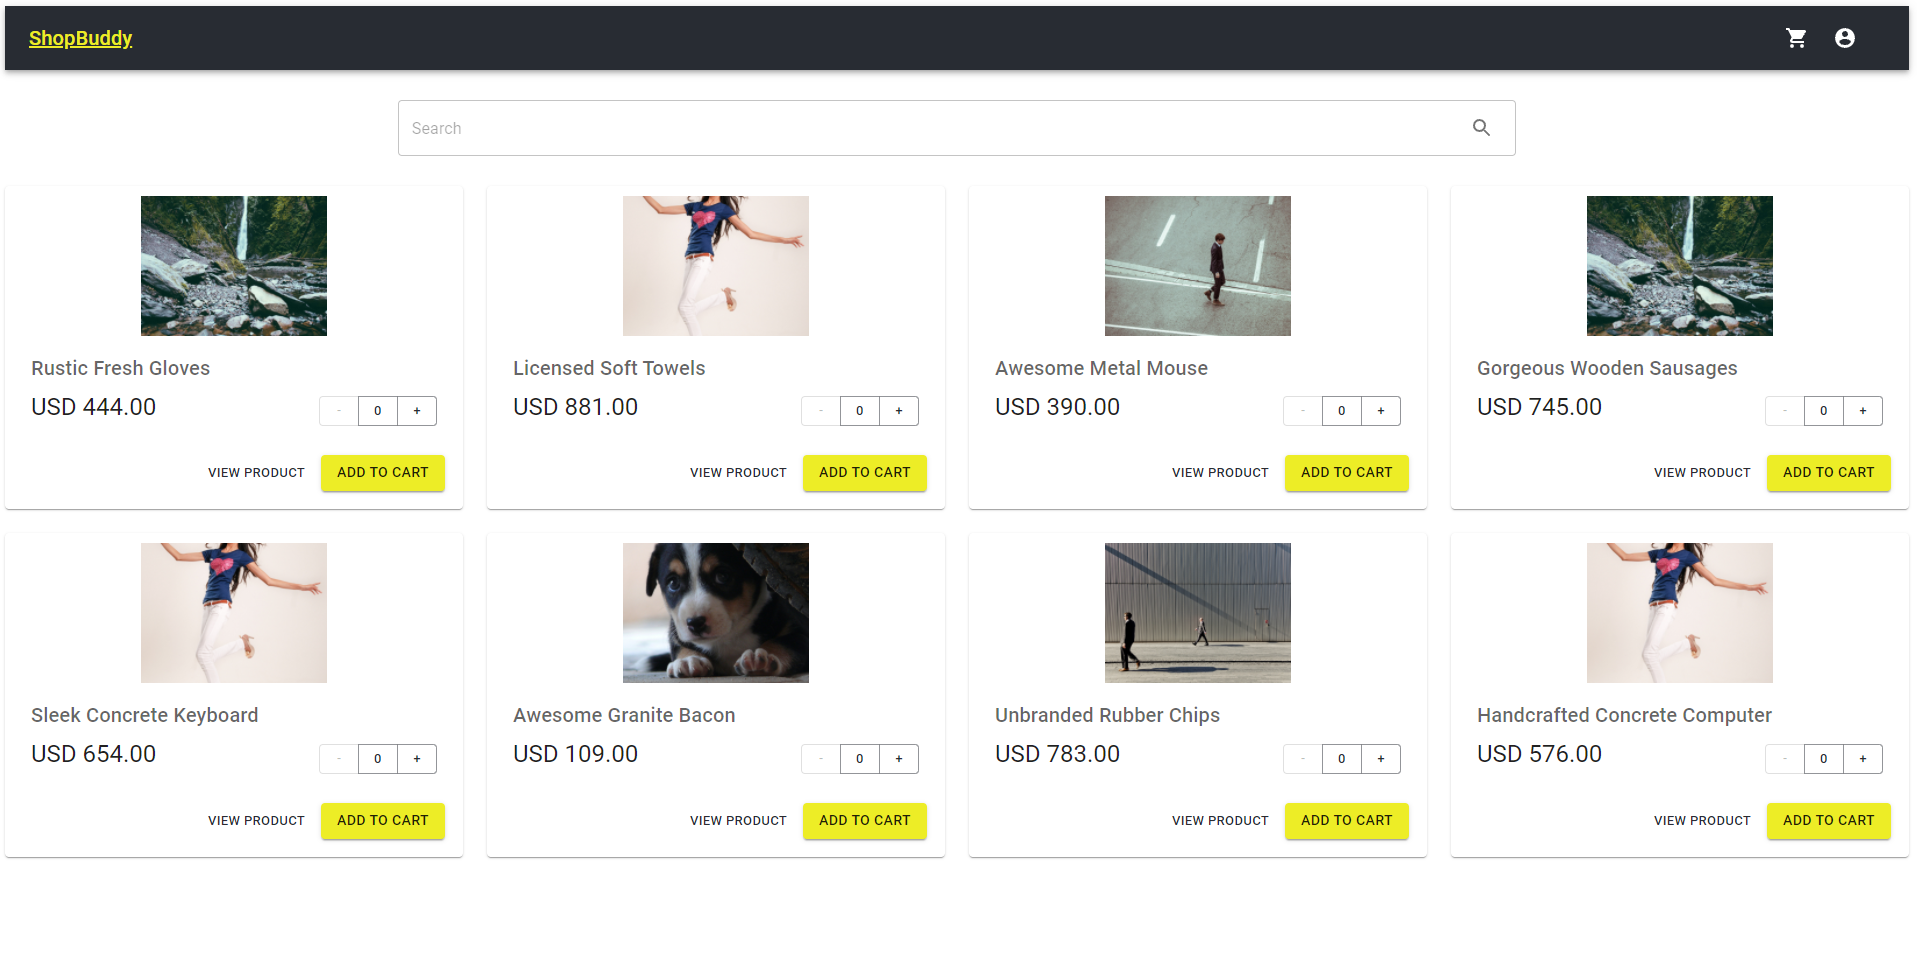 ShopBuddy
Search
Rustic Fresh Gloves
USD 444.00
- 0 +
VIEW PRODUCT ADD TO CART
Licensed Soft Towels
USD 881.00
- 0 +
VIEW PRODUCT ADD TO CART
Awesome Metal Mouse
USD 390.00
- 0 +
VIEW PRODUCT ADD TO CART
Gorgeous Wooden Sausages
USD 745.00
- 0 +
VIEW PRODUCT ADD TO CART
Sleek Concrete Keyboard
USD 654.00
- 0 +
VIEW PRODUCT ADD TO CART
Awesome Granite Bacon
USD 109.00
- 0 +
VIEW PRODUCT ADD TO CART
Unbranded Rubber Chips
USD 783.00
- 0 +
VIEW PRODUCT ADD TO CART
Handcrafted Concrete Computer
USD 576.00
- 0 +
VIEW PRODUCT ADD TO CART